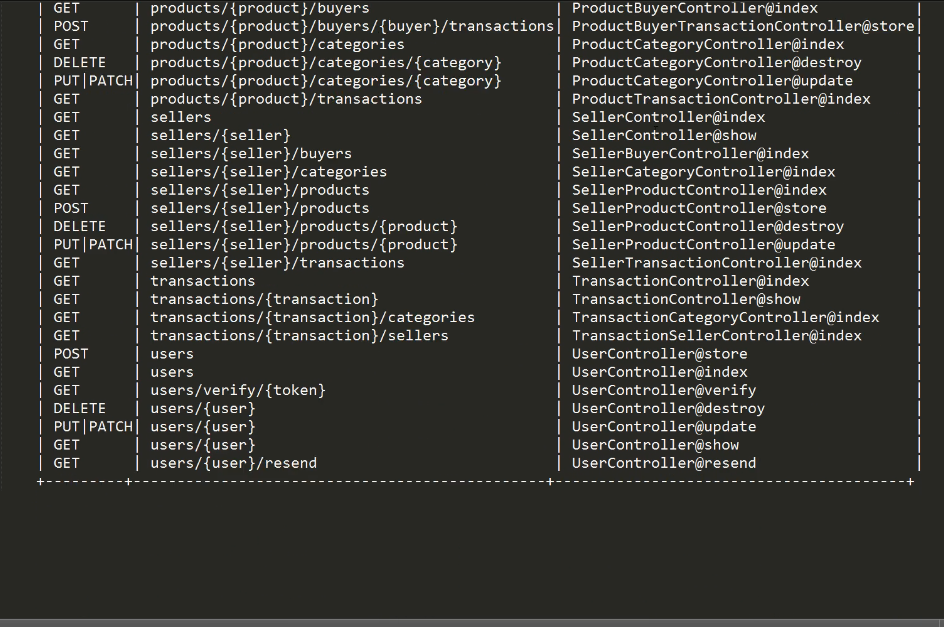 | GET | products/{product}/buyers | ProductBuyerController@index |
| POST | products/{product}/buyers/{buyer}/transactions| ProductBuyerTransactionController@store|
| GET | products/{product}/categories | ProductCategoryController@index |
| DELETE | products/{product}/categories/{category} | ProductCategoryController@destroy |
| PUT|PATCH| products/{product}/categories/{category} | ProductCategoryController@update |
| GET | products/{product}/transactions | ProductTransactionController@index |
| GET | sellers | SellerController@index |
| GET | sellers/{seller} | SellerController@show |
| GET | sellers/{seller}/buyers | SellerBuyerController@index |
| GET | sellers/{seller}/categories | SellerCategoryController@index |
| GET | sellers/{seller}/products | SellerProductController@index |
| POST | sellers/{seller}/products | SellerProductController@store |
| DELETE | sellers/{seller}/products/{product} | SellerProductController@destroy |
| PUT|PATCH| sellers/{seller}/products/{product} | SellerProductController@update |
| GET | sellers/{seller}/transactions | SellerTransactionController@index |
| GET | transactions | TransactionController@index |
| GET | transactions/{transaction} | TransactionController@show |
| GET | transactions/{transaction}/categories | TransactionCategoryController@index |
| GET | transactions/{transaction}/sellers | TransactionSellerController@index |
| POST | users | UserController@store |
| GET | users | UserController@index |
| GET | users/verify/{token} | UserController@verify |
| DELETE | users/{user} | UserController@destroy |
| PUT|PATCH| users/{user} | UserController@update |
| GET | users/{user} | UserController@show |
| GET | users/{user}/resend | UserController@resend |
+---------+-----------------------------------------------+----------------------------------------+